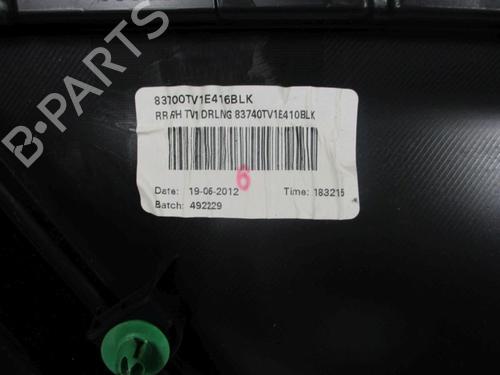 83700TV1E416BLK
RR RH TV1 DRLNG 83740TV1E410BLK
6
Date: 19-06-2012 Time: 183215
Batch: 492229
B-PARTS